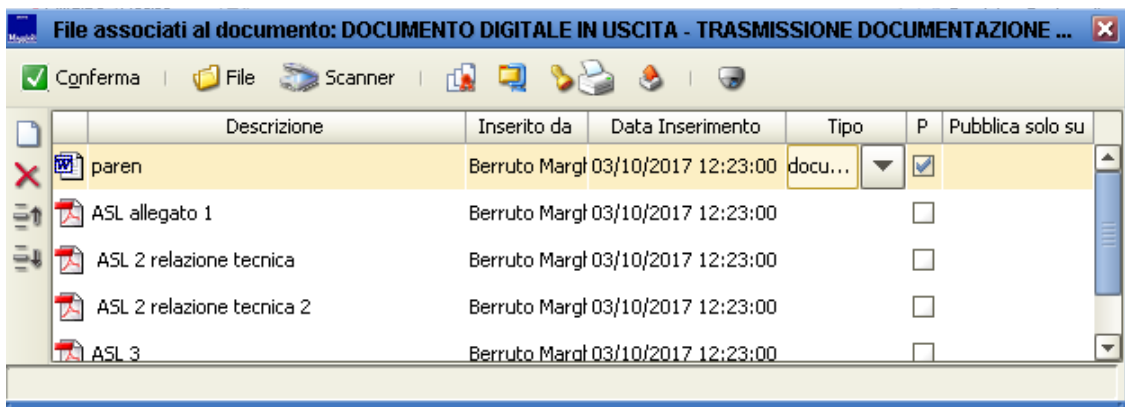 File associati al documento: DOCUMENTO DIGITALE IN USCITA - TRASMISSIONE DOCUMENTAZIONE ...
Conferma File Scanner
Descrizione Inserito da Data Inserimento Tipo P Pubblica solo su
paren Berruto Margh 03/10/2017 12:23:00 docu...
ASL allegato 1 Berruto Margh 03/10/2017 12:23:00
ASL 2 relazione tecnica Berruto Margh 03/10/2017 12:23:00
ASL 2 relazione tecnica 2 Berruto Margh 03/10/2017 12:23:00
ASL 3 Berruto Margh 03/10/2017 12:23:00